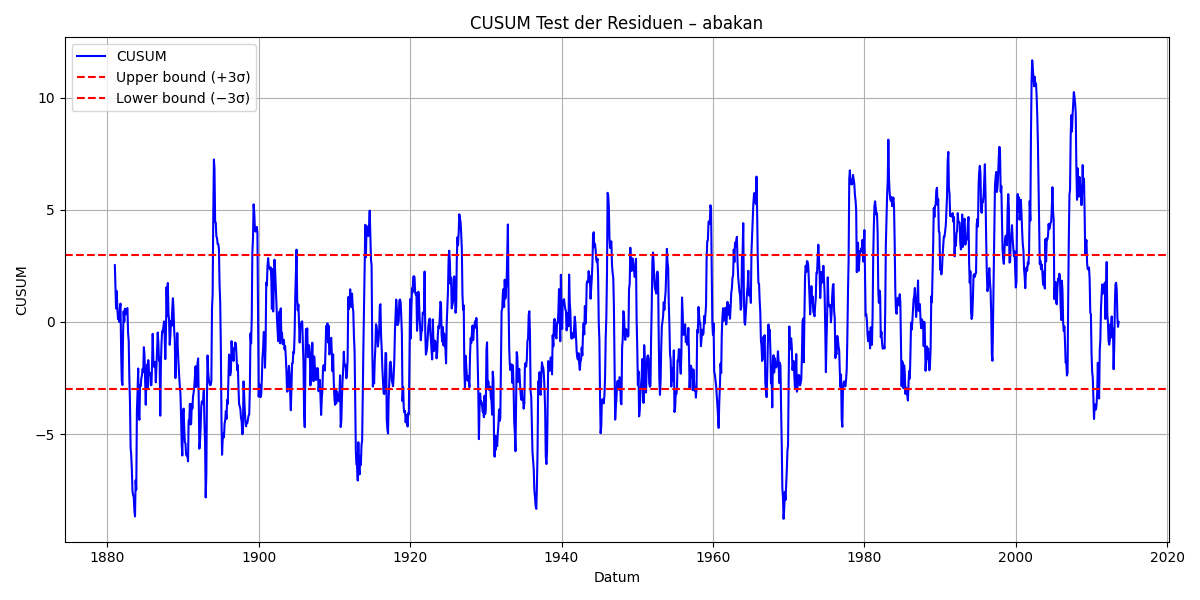 CUSUM Test der Residuen – abakan
CUSUM
Upper bound (+3σ)
Lower bound (−3σ)
10
5
0
−5
CUSUM
1880 1900 1920 1940 1960 1980 2000 2020
Datum